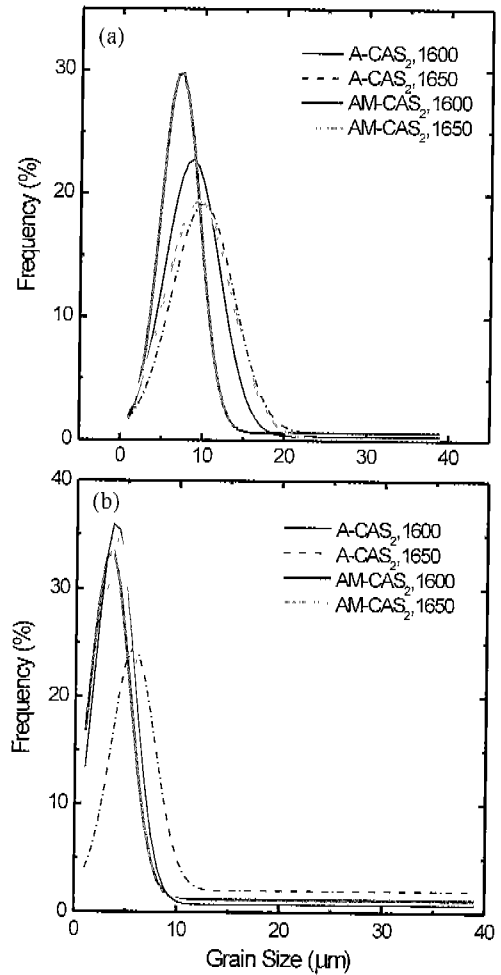 (a)
A-CAS2,1600
A-CAS2,1650
AM-CAS2,1600
AM-CAS2,1650
Frequency (%)
30
20
10
0
0 10 20 30 40
(b)
A-CAS2,1600
A-CAS2,1650
AM-CAS2,1600
AM-CAS2,1650
Frequency (%)
40
30
20
10
0
0 10 20 30 40
Grain Size (μm)